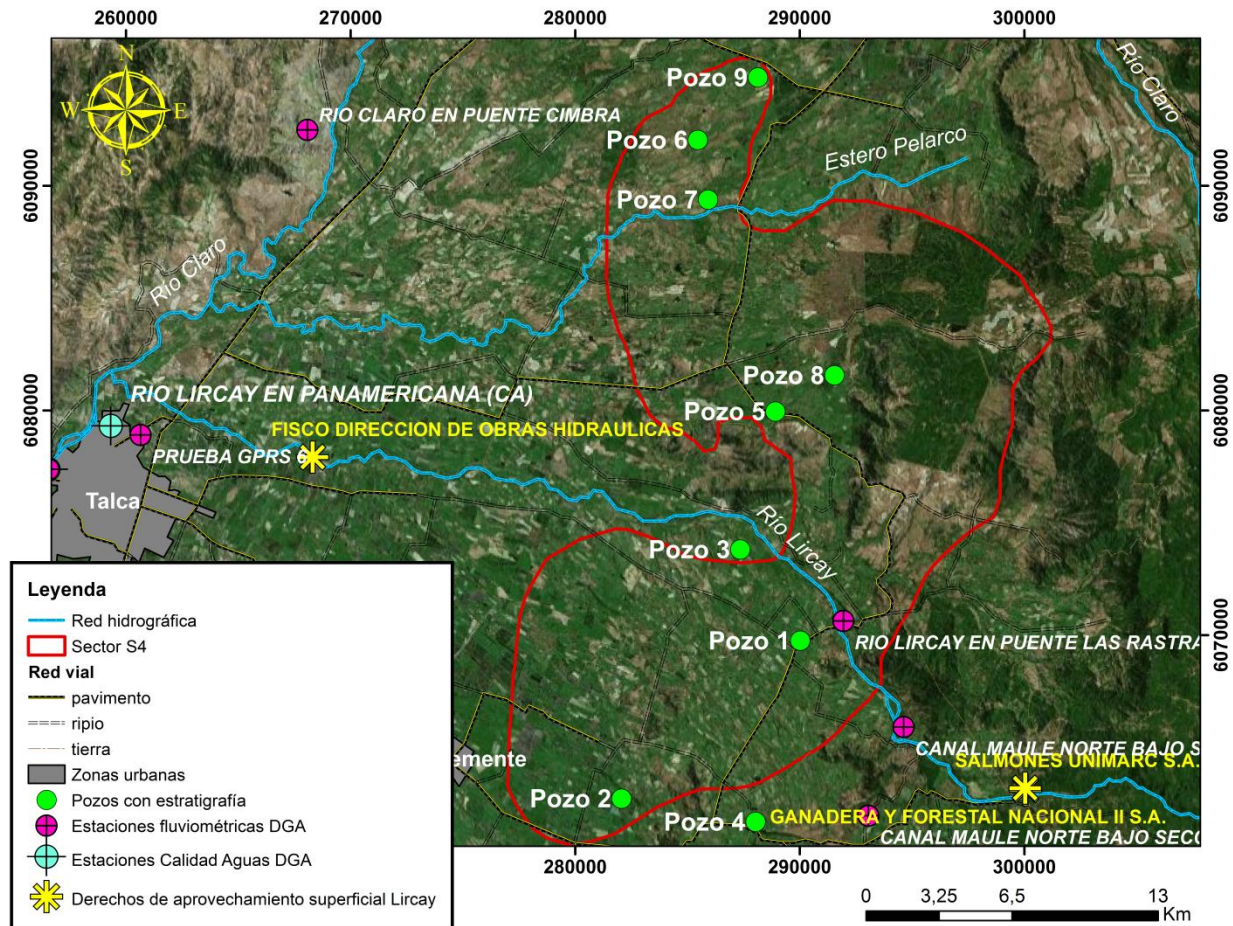 260000 270000 280000 290000 300000
N
W E
S
RIO CLARO EN PUENTE CIMBRA
Pozo 9
Rio Claro
Pozo 6
Estero Pelarco
6090000 6090000
Pozo 7
Rio Claro
Pozo 8
RIO LIRCAY EN PANAMERICANA (CA)
Pozo 5
6080000 6080000
FISCO DIRECCION DE OBRAS HIDRAULICAS
PRUEBA GPRS 6
Talca
Rio Lircay
Pozo 3
Pozo 1
RIO LIRCAY EN PUENTE LAS RASTRA
6070000
CANAL MAULE NORTE BAJO S
SALMONES UNIMARC S.A.
emente
Pozo 2
Pozo 4
GANADERA Y FORESTAL NACIONAL II S.A.
CANAL MAULE NORTE BAJO SECC
280000 290000 300000
Leyenda
Red hidrográfica
Sector S4
Red vial
pavimento
ripio
tierra
Zonas urbanas
Pozos con estratigrafía
Estaciones fluviométricas DGA
Estaciones Calidad Aguas DGA
Derechos de aprovechamiento superficial Lircay
0 3,25 6,5 13
Km